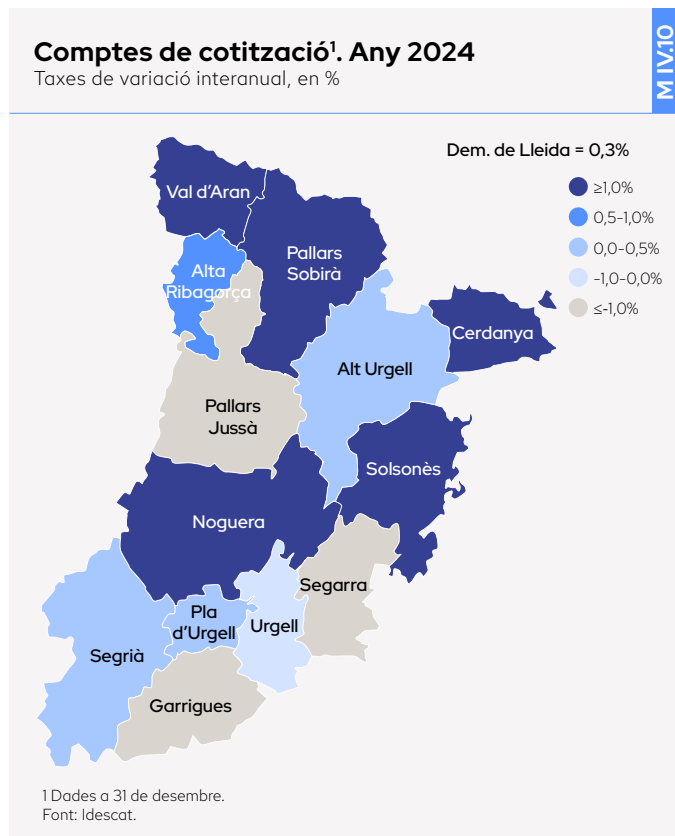 Comptes de cotització¹. Any 2024
Taxes de variació interanual, en %
M IV.10
Dem. de Lleida = 0,3%
≥1,0%
0,5-1,0%
0,0-0,5%
-1,0-0,0%
≤-1,0%
Val d'Aran
Pallars
Sobirà
Alta
Ribagorça
Cerdanya
Alt Urgell
Pallars
Jussà
Solsonès
Noguera
Segarra
Pla
d'Urgell
Urgell
Segrià
Garrigues
1 Dades a 31 de desembre.
Font: Idescat.